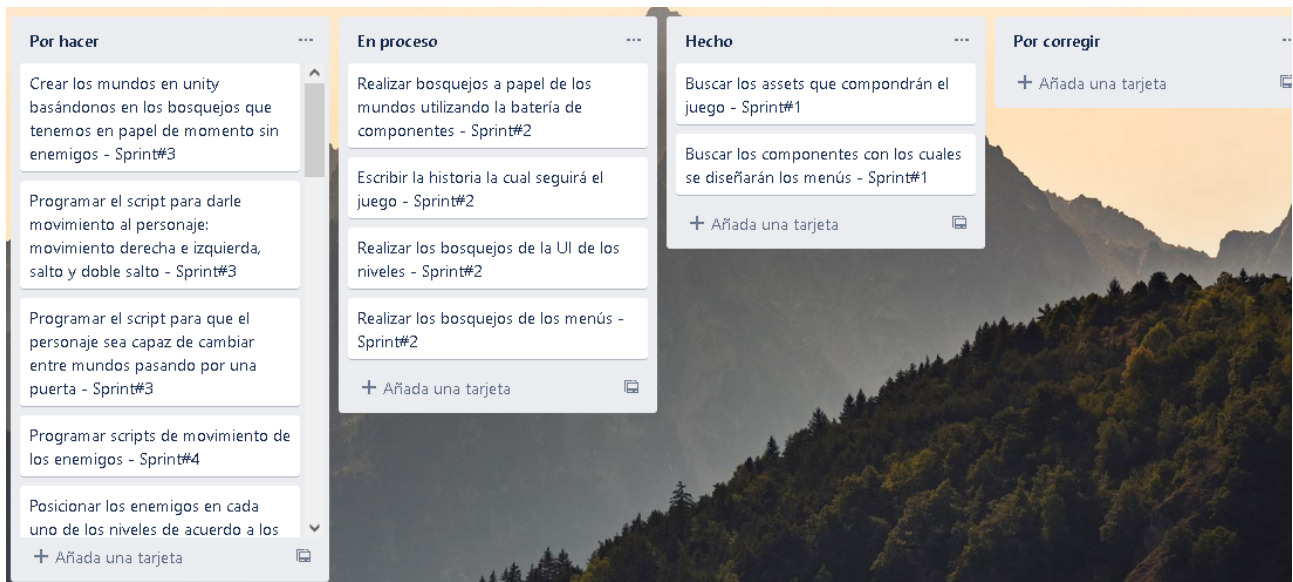 Por hacer
Crear los mundos en unity
basándonos en los bosquejos que
tenemos en papel de momento sin
enemigos - Sprint#3
Programar el script para darle
movimiento al personaje:
movimiento derecha e izquierda,
salto y doble salto - Sprint#3
Programar el script para que el
personaje sea capaz de cambiar
entre mundos pasando por una
puerta - Sprint#3
Programar scripts de movimiento de
los enemigos - Sprint#4
Posicionar los enemigos en cada
uno de los niveles de acuerdo a los
+ Añada una tarjeta
En proceso
Realizar bosquejos a papel de los
mundos utilizando la batería de
componentes - Sprint#2
Escribir la historia la cual seguirá el
juego - Sprint#2
Realizar los bosquejos de la UI de los
niveles - Sprint#2
Realizar los bosquejos de los menús -
Sprint#2
+ Añada una tarjeta
Hecho
Buscar los assets que compondrán el
juego - Sprint#1
Buscar los componentes con los cuales
se diseñarán los menús - Sprint#1
+ Añada una tarjeta
Por corregir
+ Añada una tarjeta